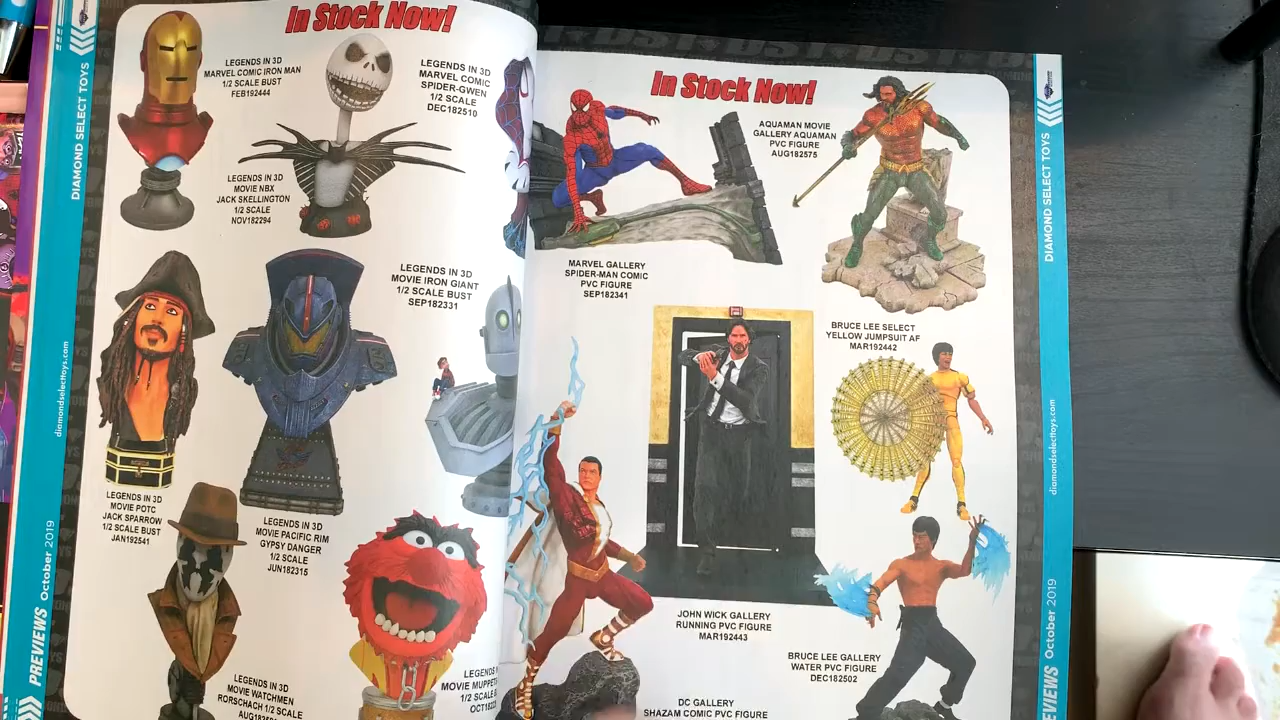 In Stock Now!
LEGENDS IN 3D
MARVEL COMIC IRON MAN
1/2 SCALE BUST
FEB192444
LEGENDS IN 3D
MARVEL COMIC
SPIDER-GWEN
1/2 SCALE
DEC182510
LEGENDS IN 3D
MOVIE NBX
JACK SKELLINGTON
1/2 SCALE
NOV182294
LEGENDS IN 3D
MOVIE IRON GIANT
1/2 SCALE BUST
SEP182331
LEGENDS IN 3D
MOVIE POTC
JACK SPARROW
1/2 SCALE BUST
JAN192541
LEGENDS IN 3D
MOVIE PACIFIC RIM
GYPSY DANGER
1/2 SCALE
JUN182315
LEGENDS IN 3D
MOVIE WATCHMEN
RORSCHACH 1/2 SCALE
LEGENDS
MOVIE
1/2 SCALE
DIAMOND SELECT TOYS
diamondselecttoys.com
PREVIEWS October 2019
In Stock Now!
AQUAMAN MOVIE
GALLERY AQUAMAN
PVC FIGURE
AUG182575
MARVEL GALLERY
SPIDER-MAN COMIC
PVC FIGURE
SEP182341
BRUCE LEE SELECT
YELLOW JUMPSUIT AF
MAR192442
JOHN WICK GALLERY
RUNNING PVC FIGURE
MAR192443
BRUCE LEE GALLERY
WATER PVC FIGURE
DEC182502
DC GALLERY
SHAZAM COMIC PVC FIGURE
DIAMOND SELECT TOYS
diamondselecttoys.com
October 2019